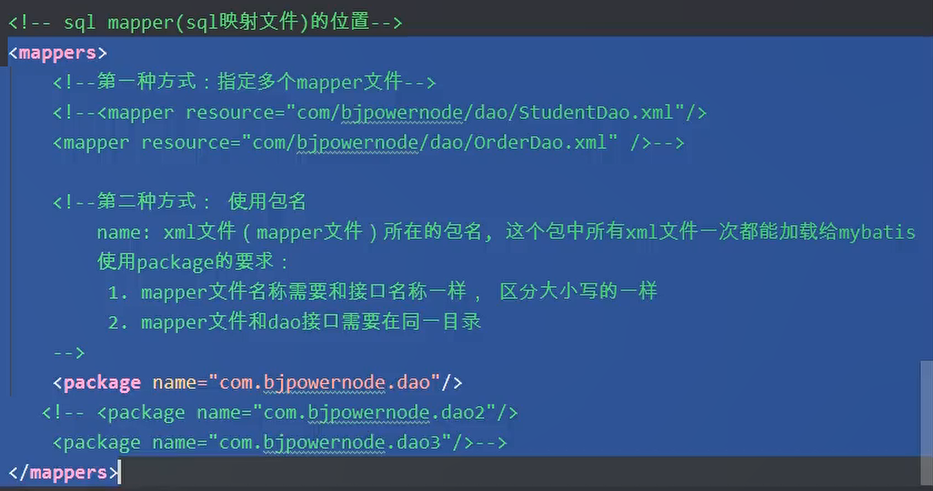 <!-- sql mapper(sql映射文件)的位置-->
<mappers>
<!--第一种方式：指定多个mapper文件-->
<!--<mapper resource="com/bjpowernode/dao/StudentDao.xml"/>
<mapper resource="com/bjpowernode/dao/OrderDao.xml" />-->
<!--第二种方式： 使用包名
name: xml文件（mapper文件）所在的包名, 这个包中所有xml文件一次都能加载给mybatis
使用package的要求：
1. mapper文件名称需要和接口名称一样， 区分大小写的一样
2. mapper文件和dao接口需要在同一目录
-->
<package name="com.bjpowernode.dao"/>
<!-- <package name="com.bjpowernode.dao2"/>
<package name="com.bjpowernode.dao3"/>-->
</mappers>